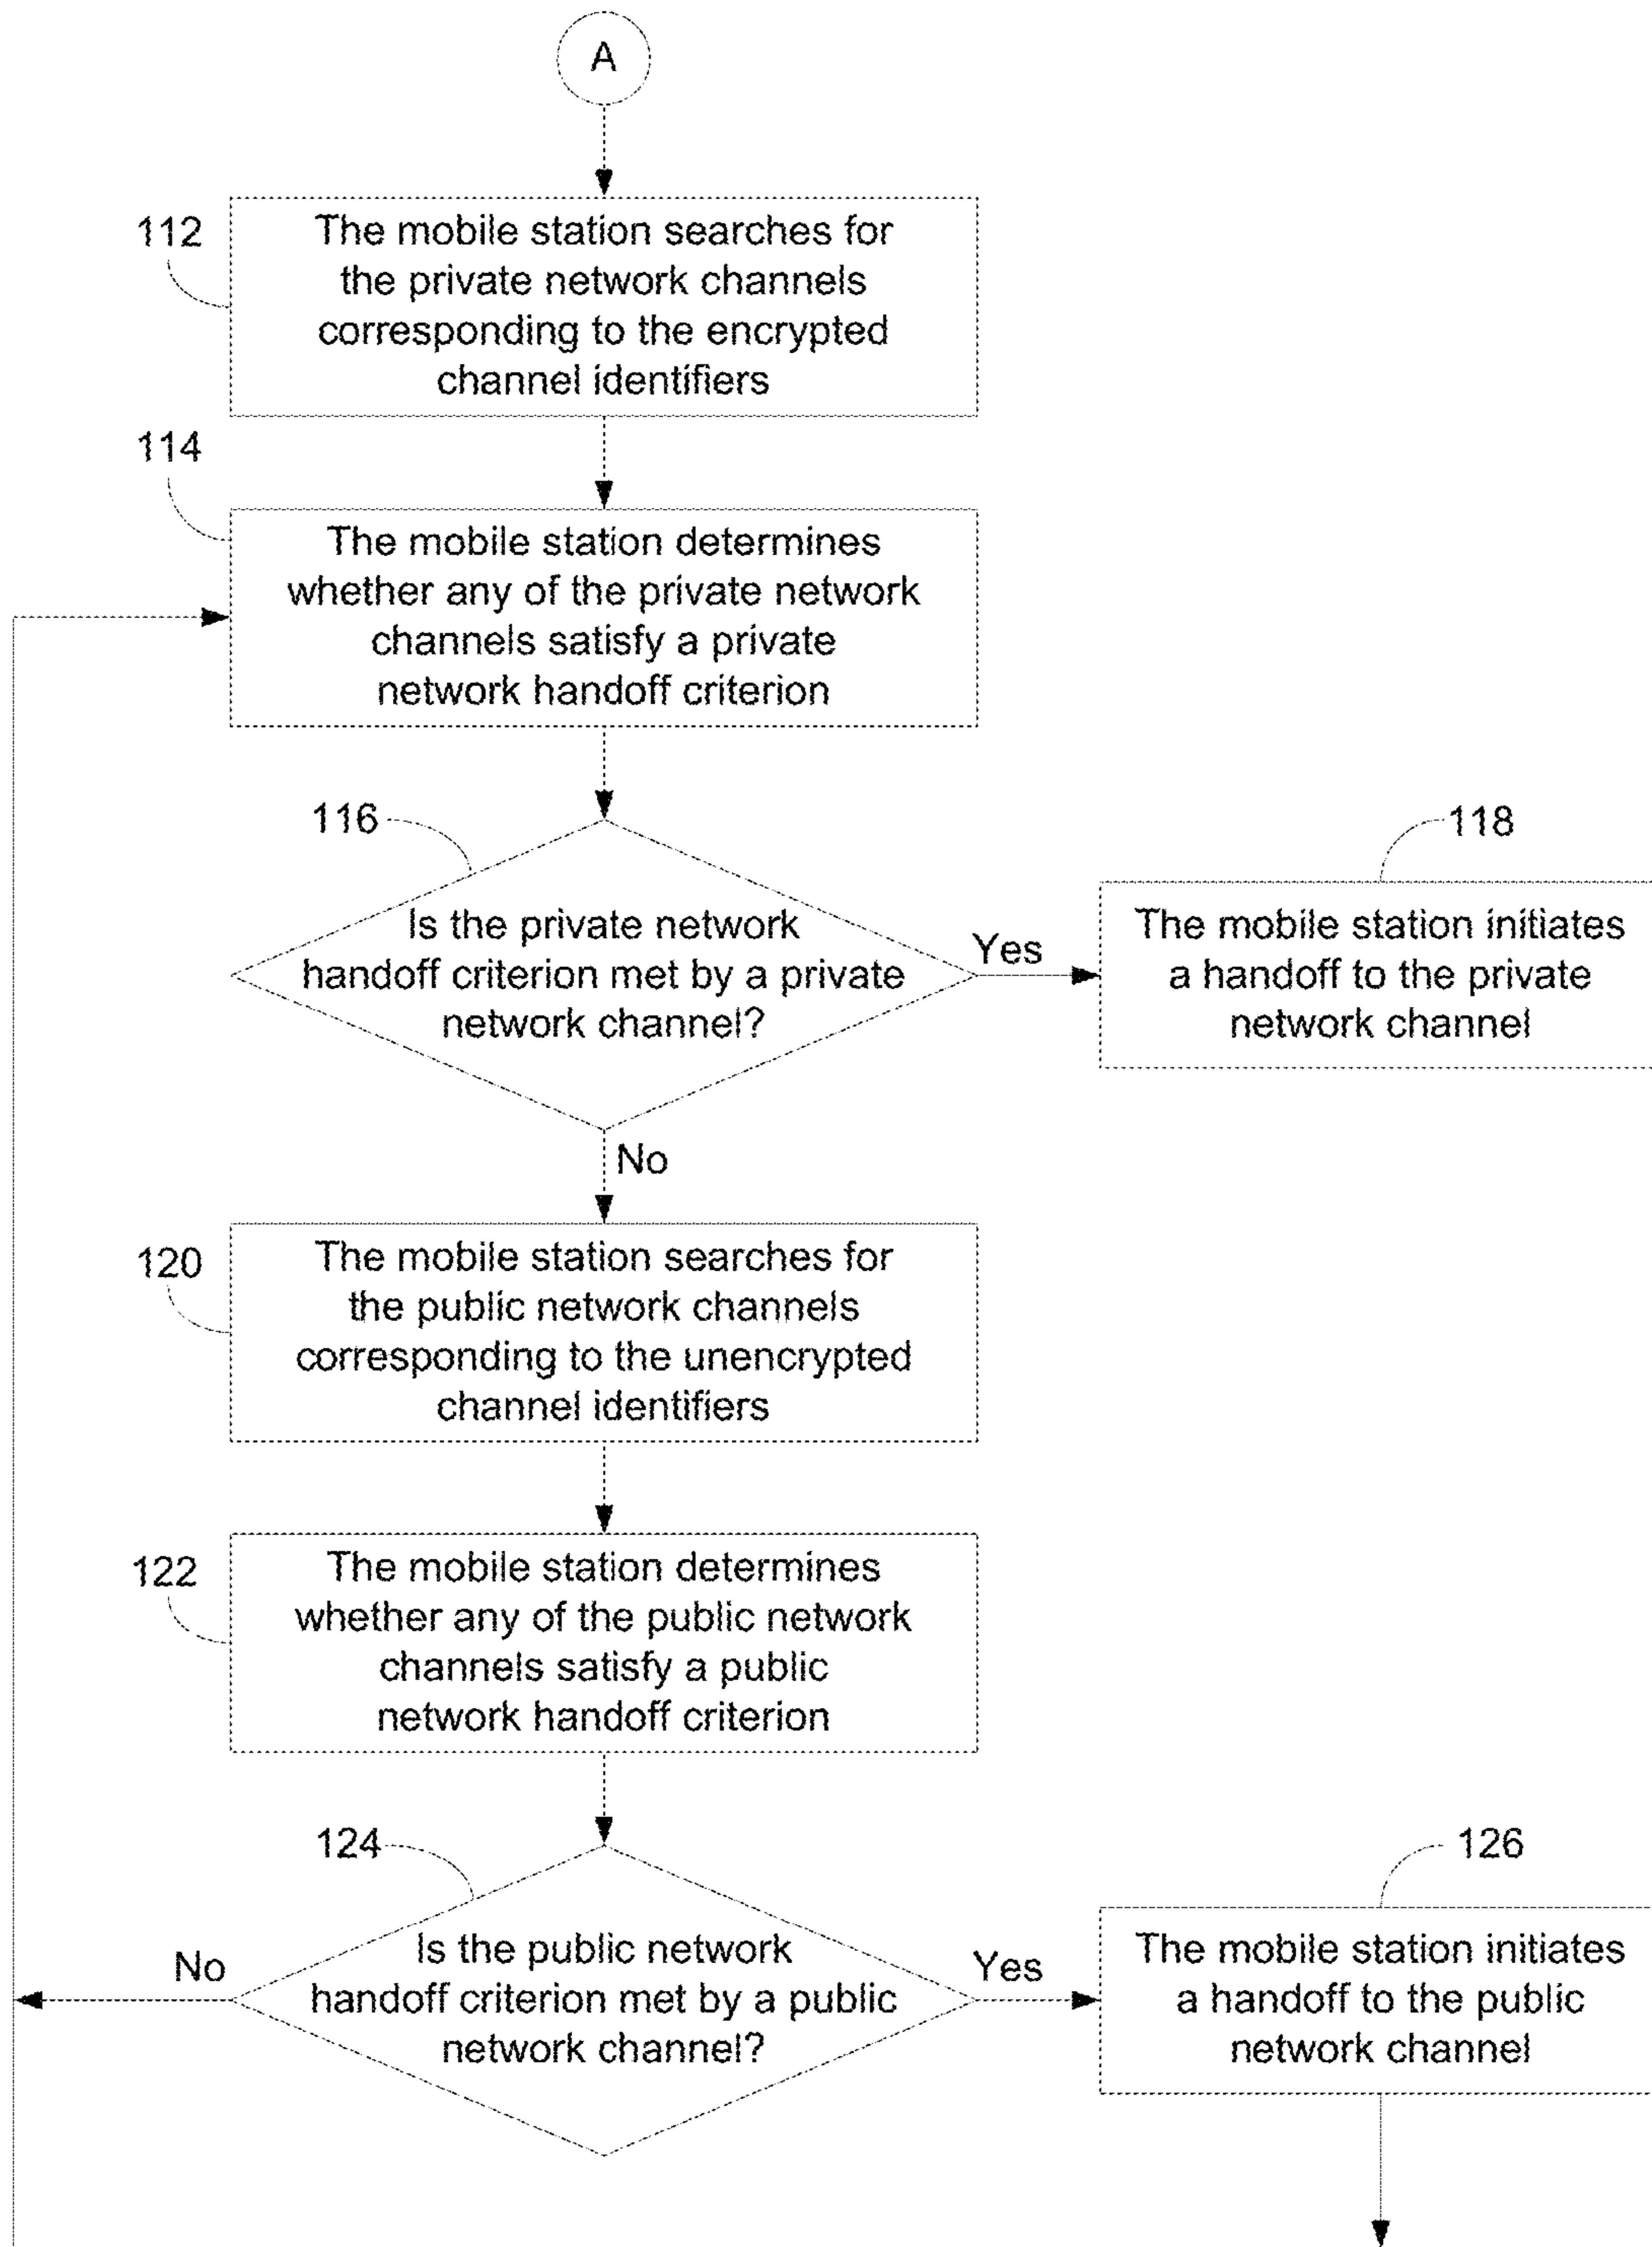 A
112
The mobile station searches for
the private network channels
corresponding to the encrypted
channel identifiers
114
The mobile station determines
whether any of the private network
channels satisfy a private
network handoff criterion
116
Is the private network
handoff criterion met by a private
network channel?
Yes
118
The mobile station initiates
a handoff to the private
network channel
No
120
The mobile station searches for
the public network channels
corresponding to the unencrypted
channel identifiers
122
The mobile station determines
whether any of the public network
channels satisfy a public
network handoff criterion
124
Is the public network
handoff criterion met by a public
network channel?
No
Yes
126
The mobile station initiates
a handoff to the public
network channel